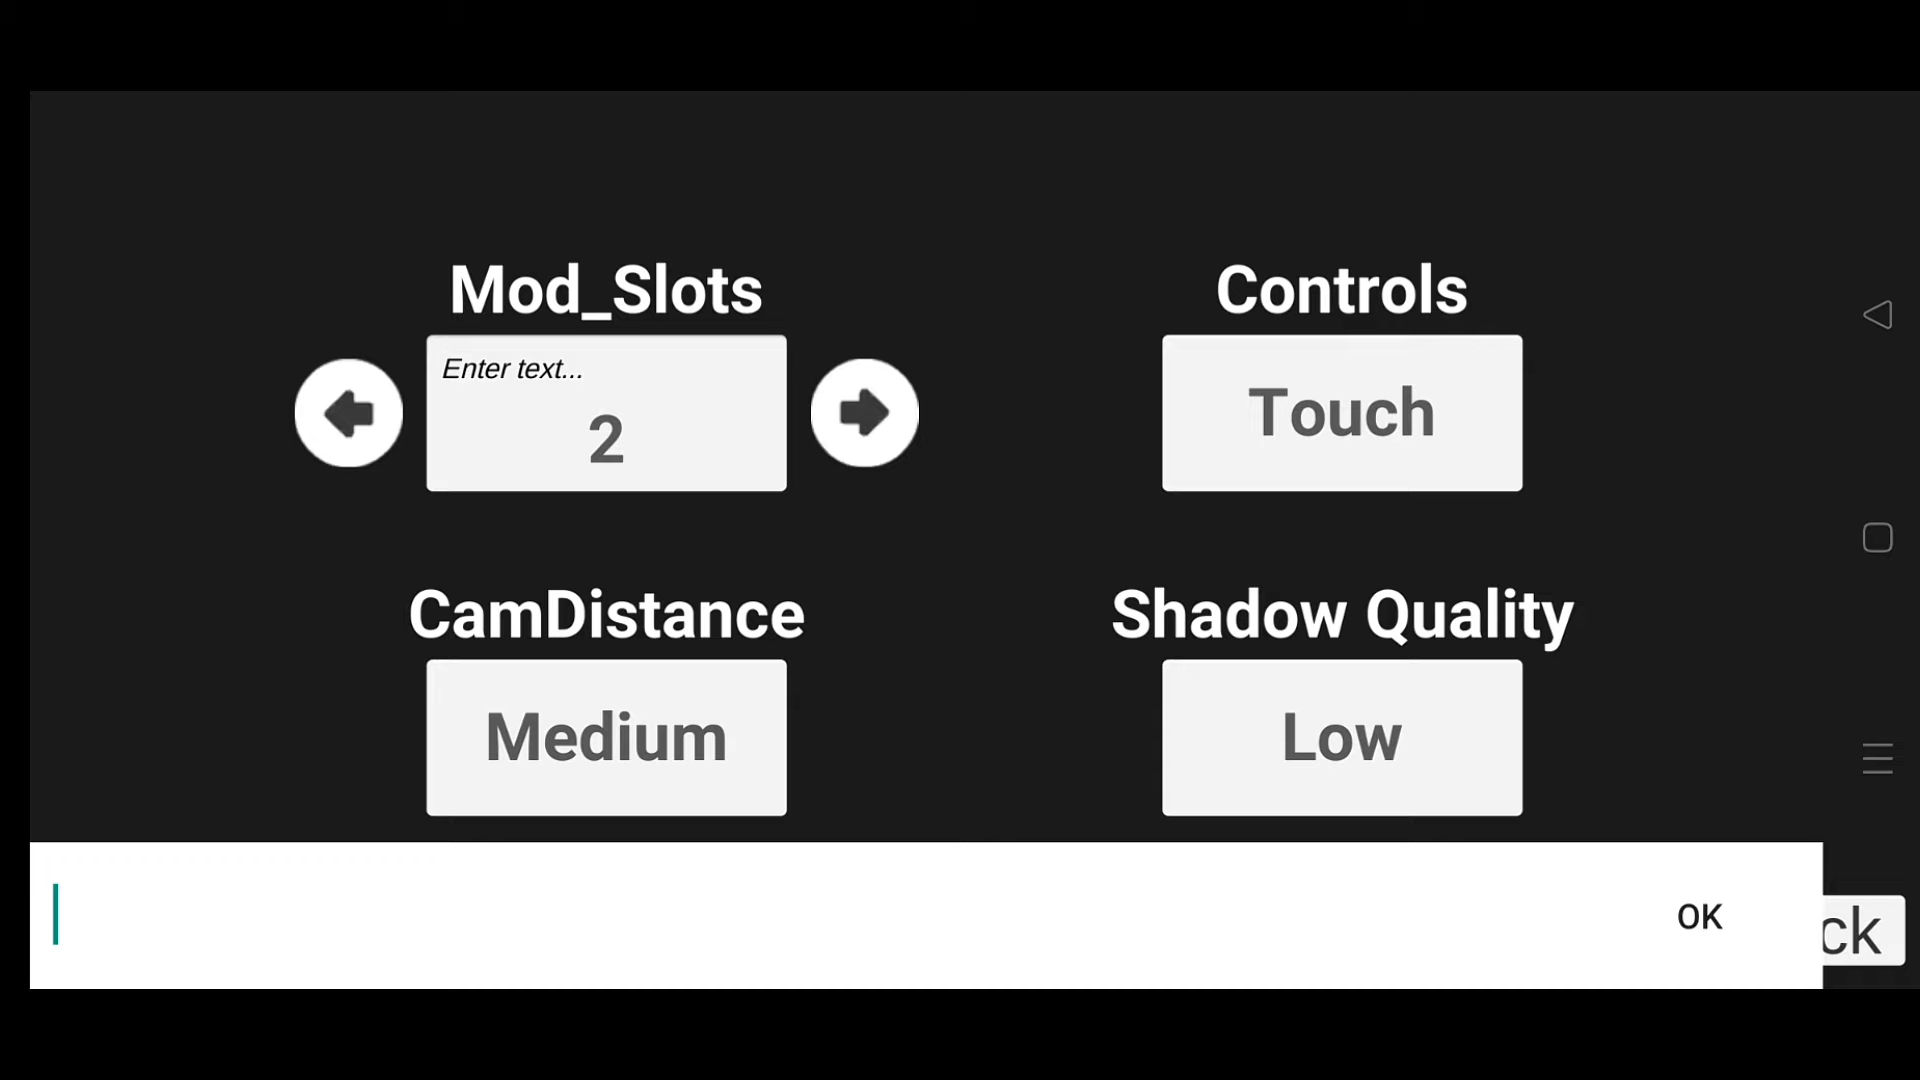 Mod_Slots
Controls
Enter text...
2
Touch
CamDistance
Shadow Quality
Medium
Low
OK
ck